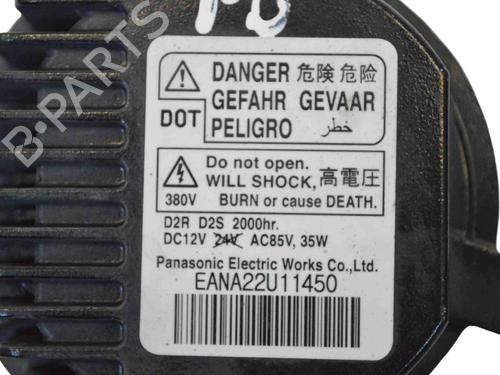 B-PARTS
DANGER 危険 危险
GEFAHR GEVAAR
DOT PELIGRO خطر
Do not open.
WILL SHOCK, 高電圧
380V BURN or cause DEATH.
D2R D2S 2000hr.
DC12V 24V AC85V, 35W
Panasonic Electric Works Co.,Ltd.
EANA22U11450